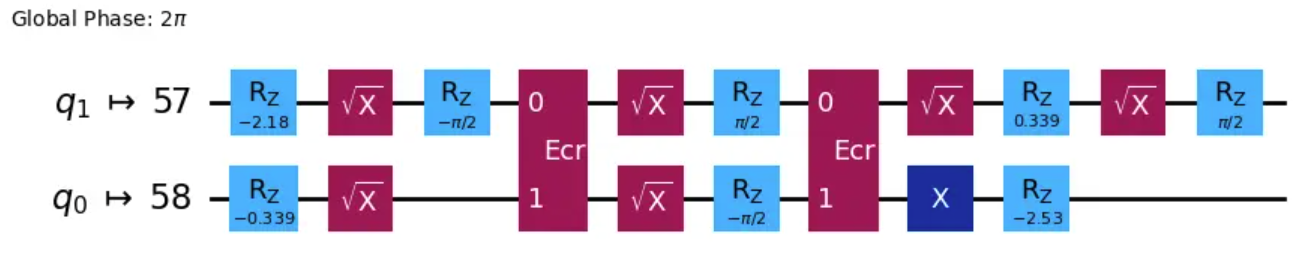 Global Phase: 2π
q₁ ↦ 57 R_Z −2.18 √X R_Z −π/2 0 √X R_Z π/2 0 √X R_Z 0.339 √X R_Z π/2
Ecr Ecr
q₀ ↦ 58 R_Z −0.339 √X 1 √X R_Z −π/2 1 X R_Z −2.53